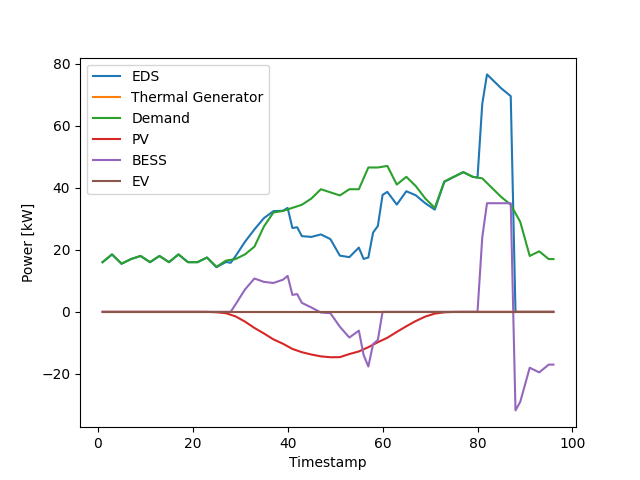 80
60
40
20
0
−20
Power [kW]
EDS
Thermal Generator
Demand
PV
BESS
EV
0 20 40 60 80 100
Timestamp